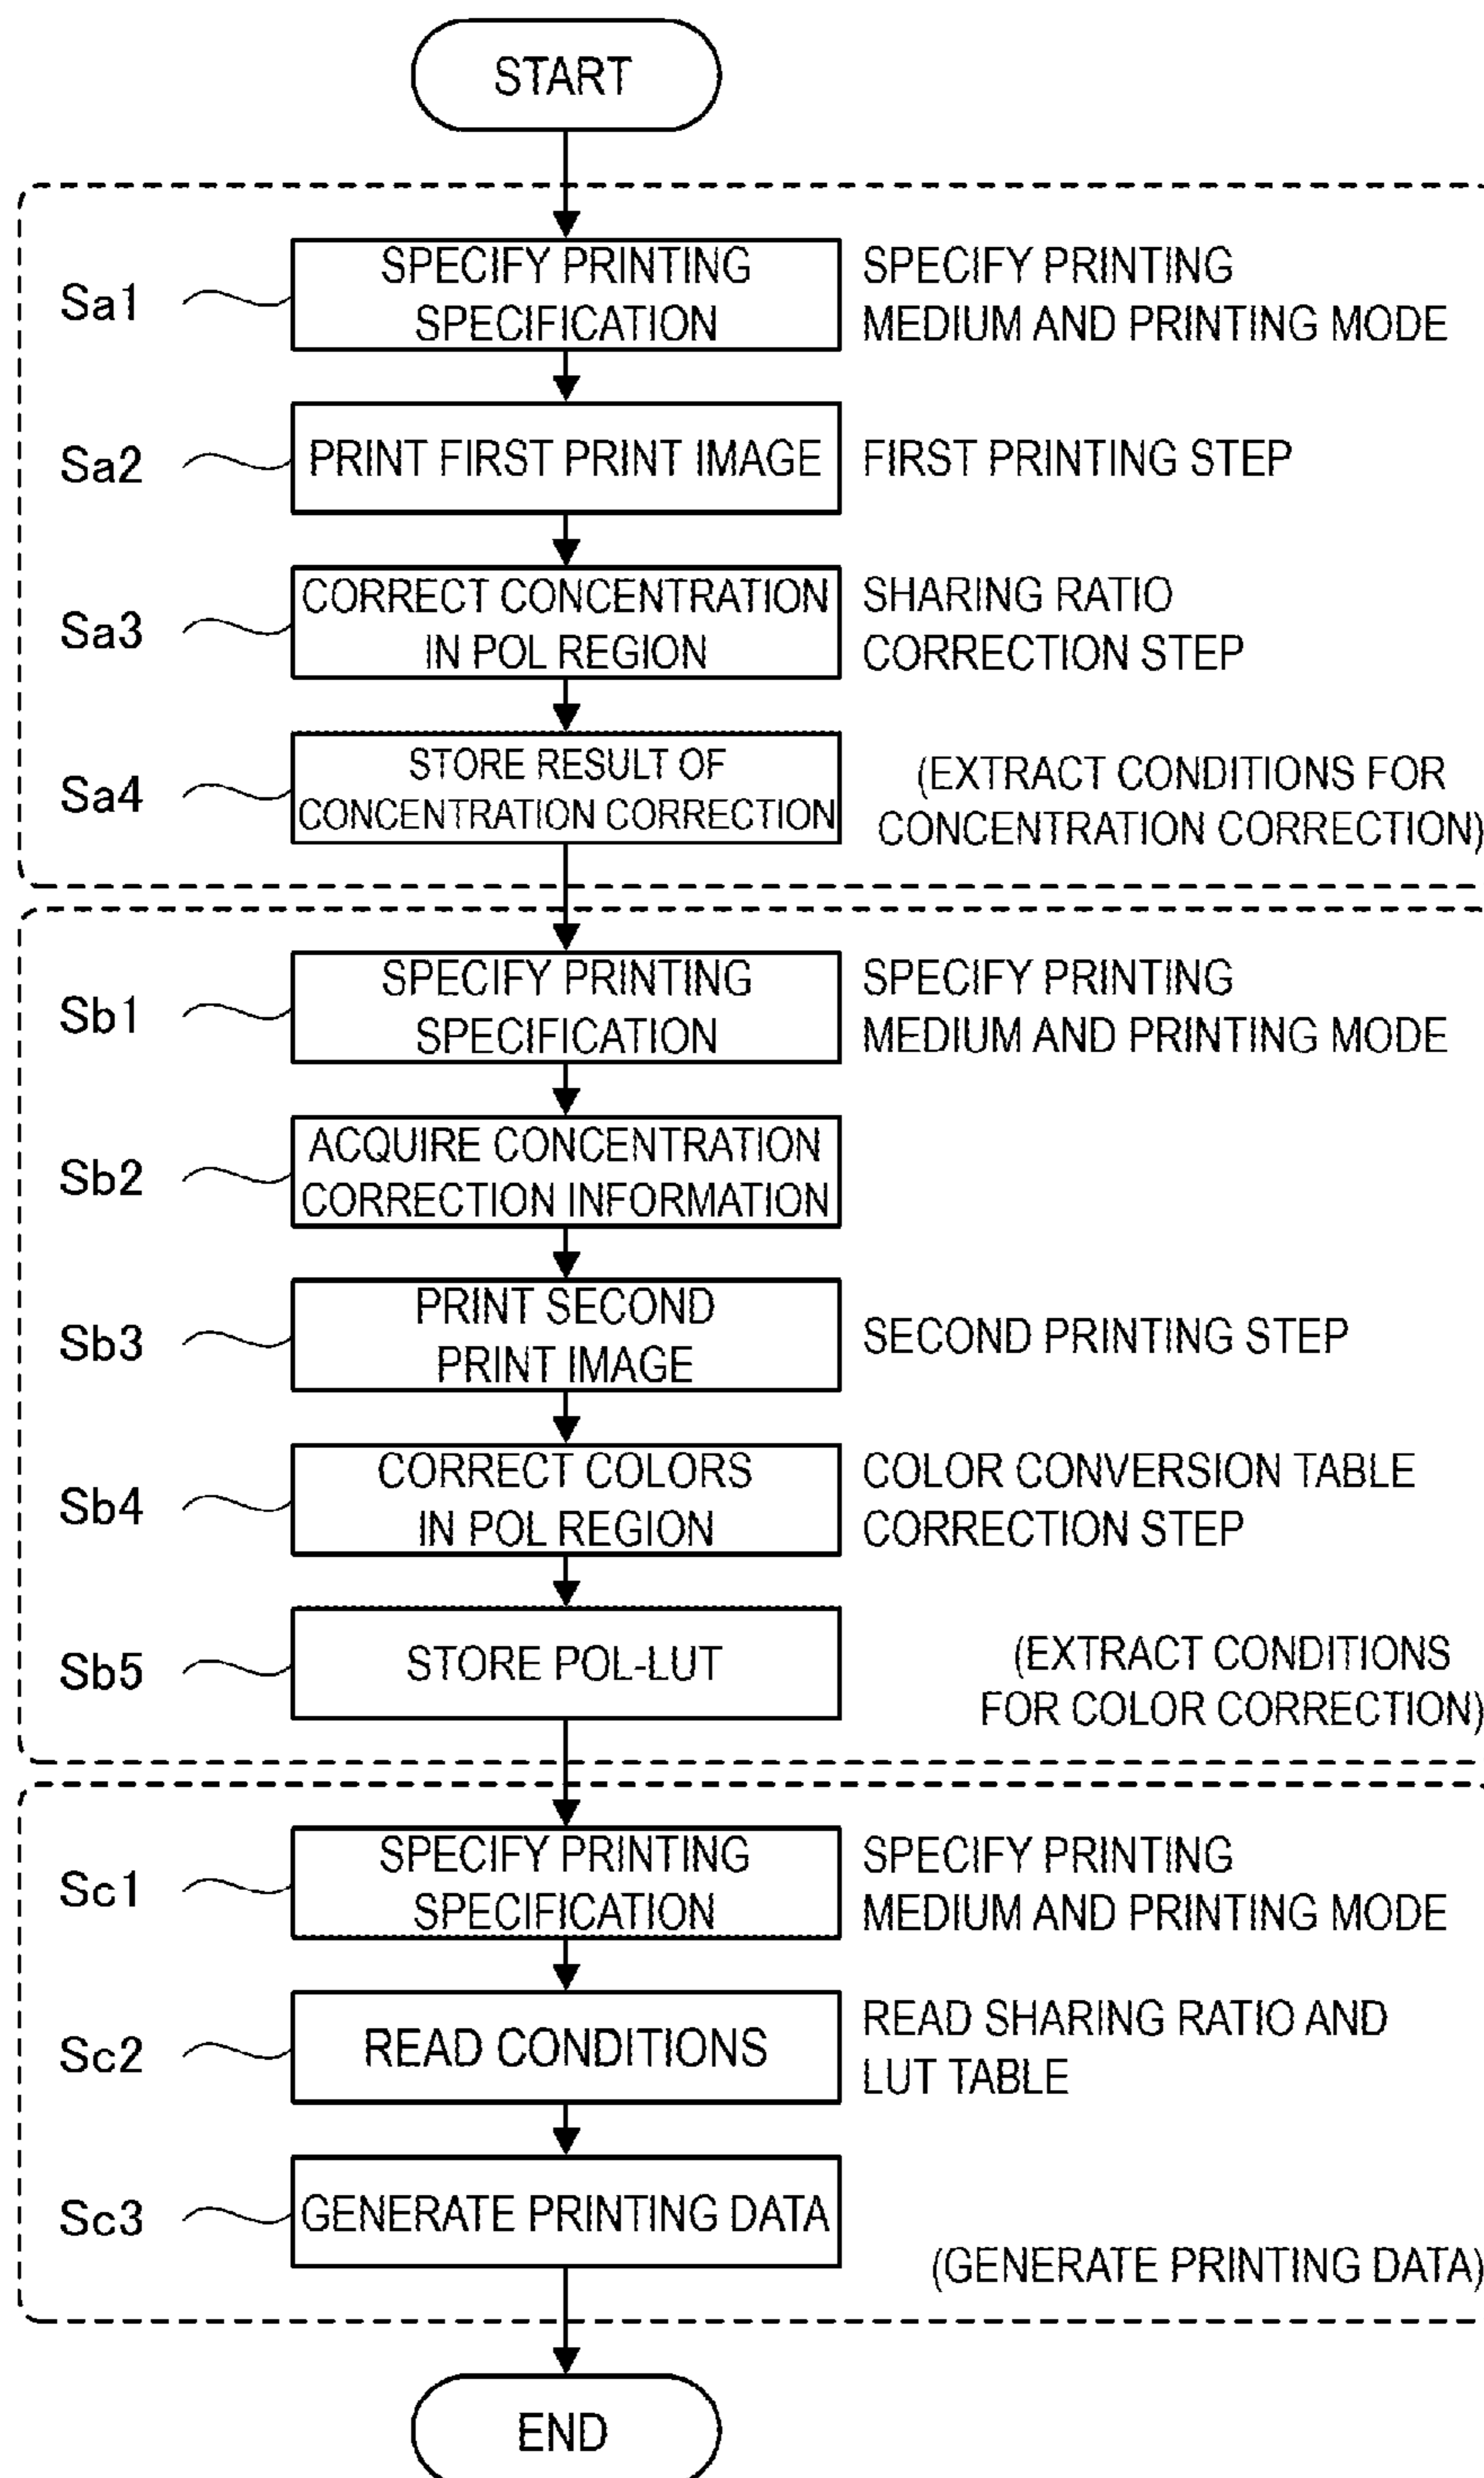 START
Sa1
SPECIFY PRINTING
SPECIFICATION
SPECIFY PRINTING
MEDIUM AND PRINTING MODE
Sa2
PRINT FIRST PRINT IMAGE
FIRST PRINTING STEP
Sa3
CORRECT CONCENTRATION
IN POL REGION
SHARING RATIO
CORRECTION STEP
Sa4
STORE RESULT OF
CONCENTRATION CORRECTION
(EXTRACT CONDITIONS FOR
CONCENTRATION CORRECTION)
Sb1
SPECIFY PRINTING
SPECIFICATION
SPECIFY PRINTING
MEDIUM AND PRINTING MODE
Sb2
ACQUIRE CONCENTRATION
CORRECTION INFORMATION
Sb3
PRINT SECOND
PRINT IMAGE
SECOND PRINTING STEP
Sb4
CORRECT COLORS
IN POL REGION
COLOR CONVERSION TABLE
CORRECTION STEP
Sb5
STORE POL-LUT
(EXTRACT CONDITIONS
FOR COLOR CORRECTION)
Sc1
SPECIFY PRINTING
SPECIFICATION
SPECIFY PRINTING
MEDIUM AND PRINTING MODE
Sc2
READ CONDITIONS
READ SHARING RATIO AND
LUT TABLE
Sc3
GENERATE PRINTING DATA
(GENERATE PRINTING DATA)
END